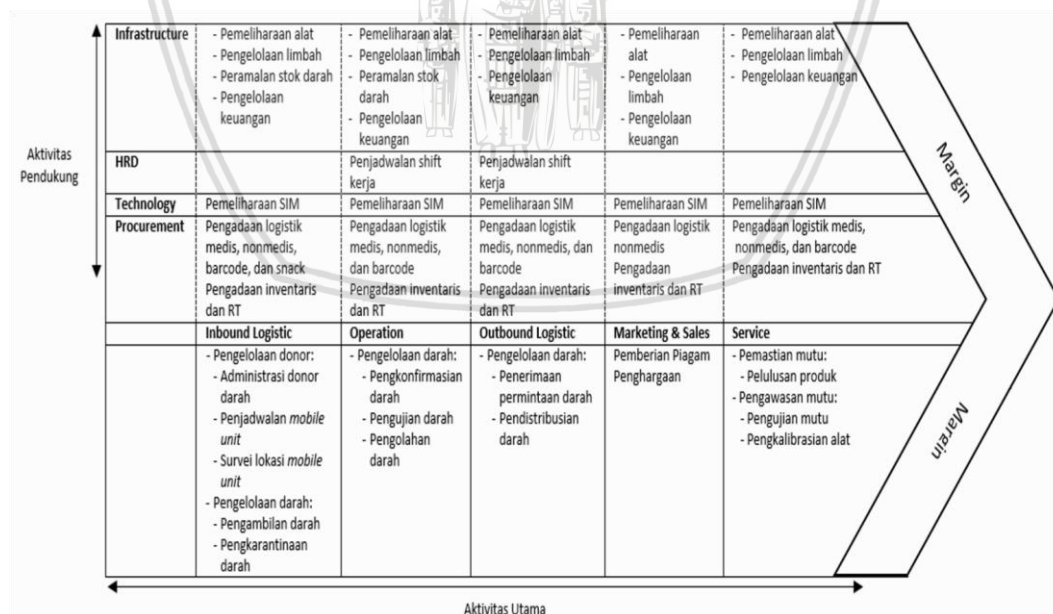 Aktivitas
Pendukung
Infrastructure
- Pemeliharaan alat
- Pengelolaan limbah
- Peramalan stok darah
- Pengelolaan
keuangan
- Pemeliharaan alat
- Pengelolaan limbah
- Peramalan stok
darah
- Pengelolaan
keuangan
- Pemeliharaan alat
- Pengelolaan limbah
- Pengelolaan
keuangan
- Pemeliharaan
alat
- Pengelolaan
limbah
- Pengelolaan
keuangan
- Pemeliharaan alat
- Pengelolaan limbah
- Pengelolaan keuangan
HRD
Penjadwalan shift
kerja
Penjadwalan shift
kerja
Technology
Pemeliharaan SIM
Pemeliharaan SIM
Pemeliharaan SIM
Pemeliharaan SIM
Pemeliharaan SIM
Procurement
Pengadaan logistik
medis, nonmedis,
barcode, dan snack
Pengadaan inventaris
dan RT
Pengadaan logistik
medis, nonmedis,
dan barcode
Pengadaan inventaris
dan RT
Pengadaan logistik
medis, nonmedis, dan
barcode
Pengadaan inventaris
dan RT
Pengadaan logistik
nonmedis
Pengadaan
inventaris dan RT
Pengadaan logistik medis,
nonmedis, dan barcode
Pengadaan inventaris dan RT
Inbound Logistic
Operation
Outbound Logistic
Marketing & Sales
Service
- Pengelolaan donor:
- Administrasi donor
darah
- Penjadwalan mobile
unit
- Survei lokasi mobile
unit
- Pengelolaan darah:
- Pengambilan darah
- Pengkarantinaan
darah
- Pengelolaan darah:
- Pengkonfirmasian
darah
- Pengujian darah
- Pengolahan
darah
- Pengelolaan darah:
- Penerimaan
permintaan darah
- Pendistribusian
darah
Pemberian Piagam
Penghargaan
- Pemastian mutu:
- Pelulusan produk
- Pengawasan mutu:
- Pengujian mutu
- Pengkalibrasian alat
Margin
Margin
Aktivitas Utama